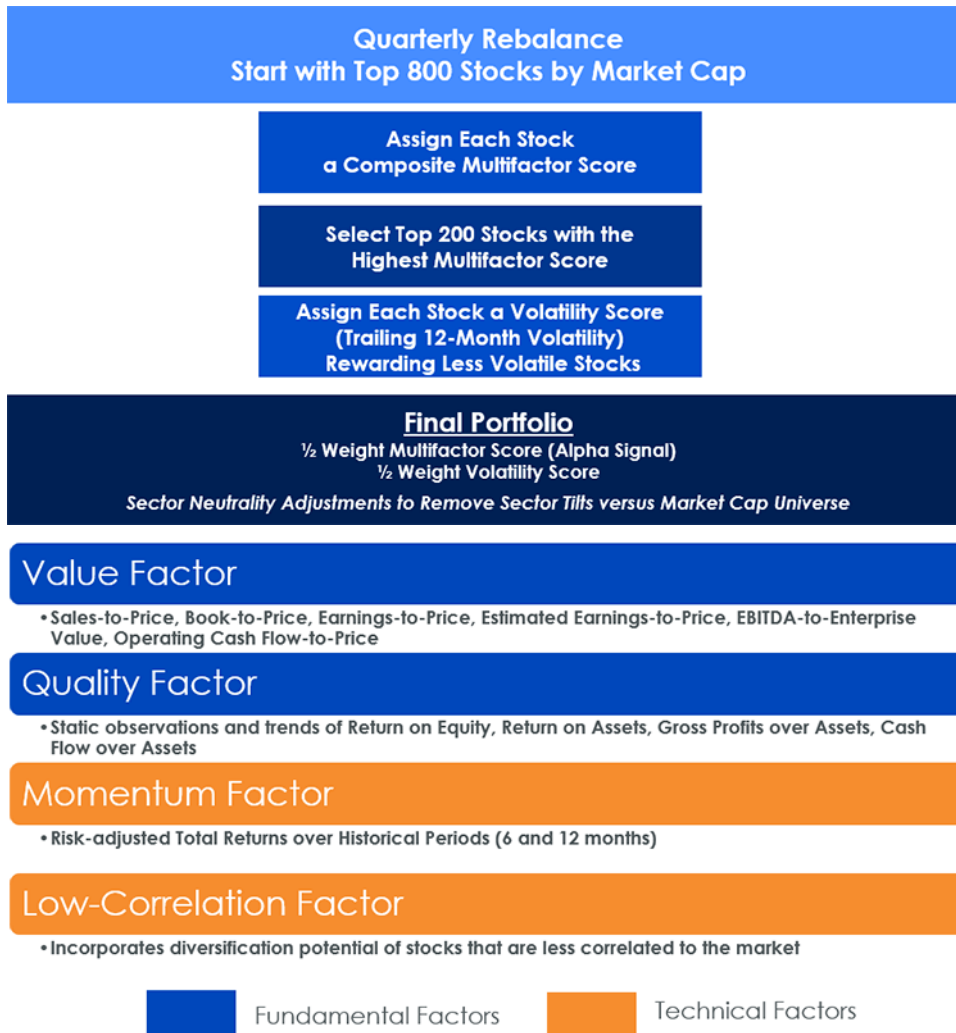 Quarterly Rebalance
Start with Top 800 Stocks by Market Cap
Assign Each Stock
a Composite Multifactor Score
Select Top 200 Stocks with the
Highest Multifactor Score
Assign Each Stock a Volatility Score
(Trailing 12-Month Volatility)
Rewarding Less Volatile Stocks
Final Portfolio
½ Weight Multifactor Score (Alpha Signal)
½ Weight Volatility Score
Sector Neutrality Adjustments to Remove Sector Tilts versus Market Cap Universe
Value Factor
• Sales-to-Price, Book-to-Price, Earnings-to-Price, Estimated Earnings-to-Price, EBITDA-to-Enterprise
Value, Operating Cash Flow-to-Price
Quality Factor
• Static observations and trends of Return on Equity, Return on Assets, Gross Profits over Assets, Cash
Flow over Assets
Momentum Factor
• Risk-adjusted Total Returns over Historical Periods (6 and 12 months)
Low-Correlation Factor
• Incorporates diversification potential of stocks that are less correlated to the market
Fundamental Factors
Technical Factors